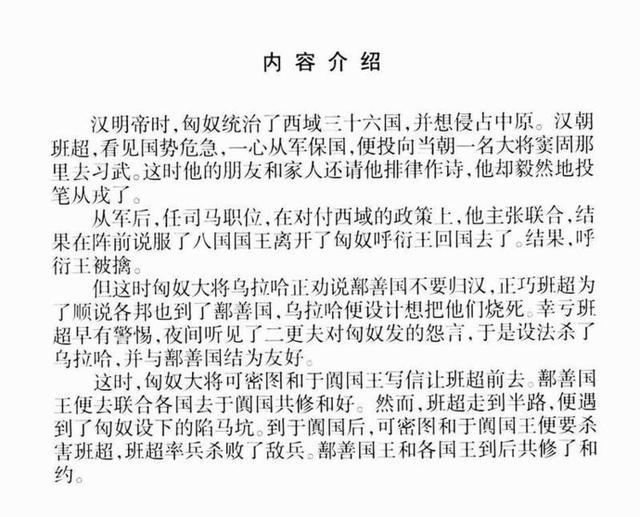 内容介绍
汉明帝时，匈奴统治了西域三十六国，并想侵占中原。汉朝
班超，看见国势危急，一心从军保国，便投向当朝一名大将窦固那
里去习武。这时他的朋友和家人还请他排律作诗，他却毅然地投
笔从戎了。
从军后，任司马职位，在对付西域的政策上，他主张联合，结
果在阵前说服了八国国王离开了匈奴呼衍王回国去了。结果，呼
衍王被擒。
但这时匈奴大将乌拉哈正劝说鄯善国不要归汉，正巧班超为
了顺说各邦也到了鄯善国，乌拉哈便设计想把他们烧死。幸亏班
超早有警惕，夜间听见了二更夫对匈奴发的怨言，于是设法杀了
乌拉哈，并与鄯善国结为友好。
这时，匈奴大将可密图和于阗国王写信让班超前去。鄯善国
王便去联合各国去于阗国共修和好。然而，班超走到半路，便遇
到了匈奴设下的陷马坑。到于阗国后，可密图和于阗国王便要杀
害班超，班超率兵杀败了敌兵。鄯善国王和各国王到后共修了和
约。